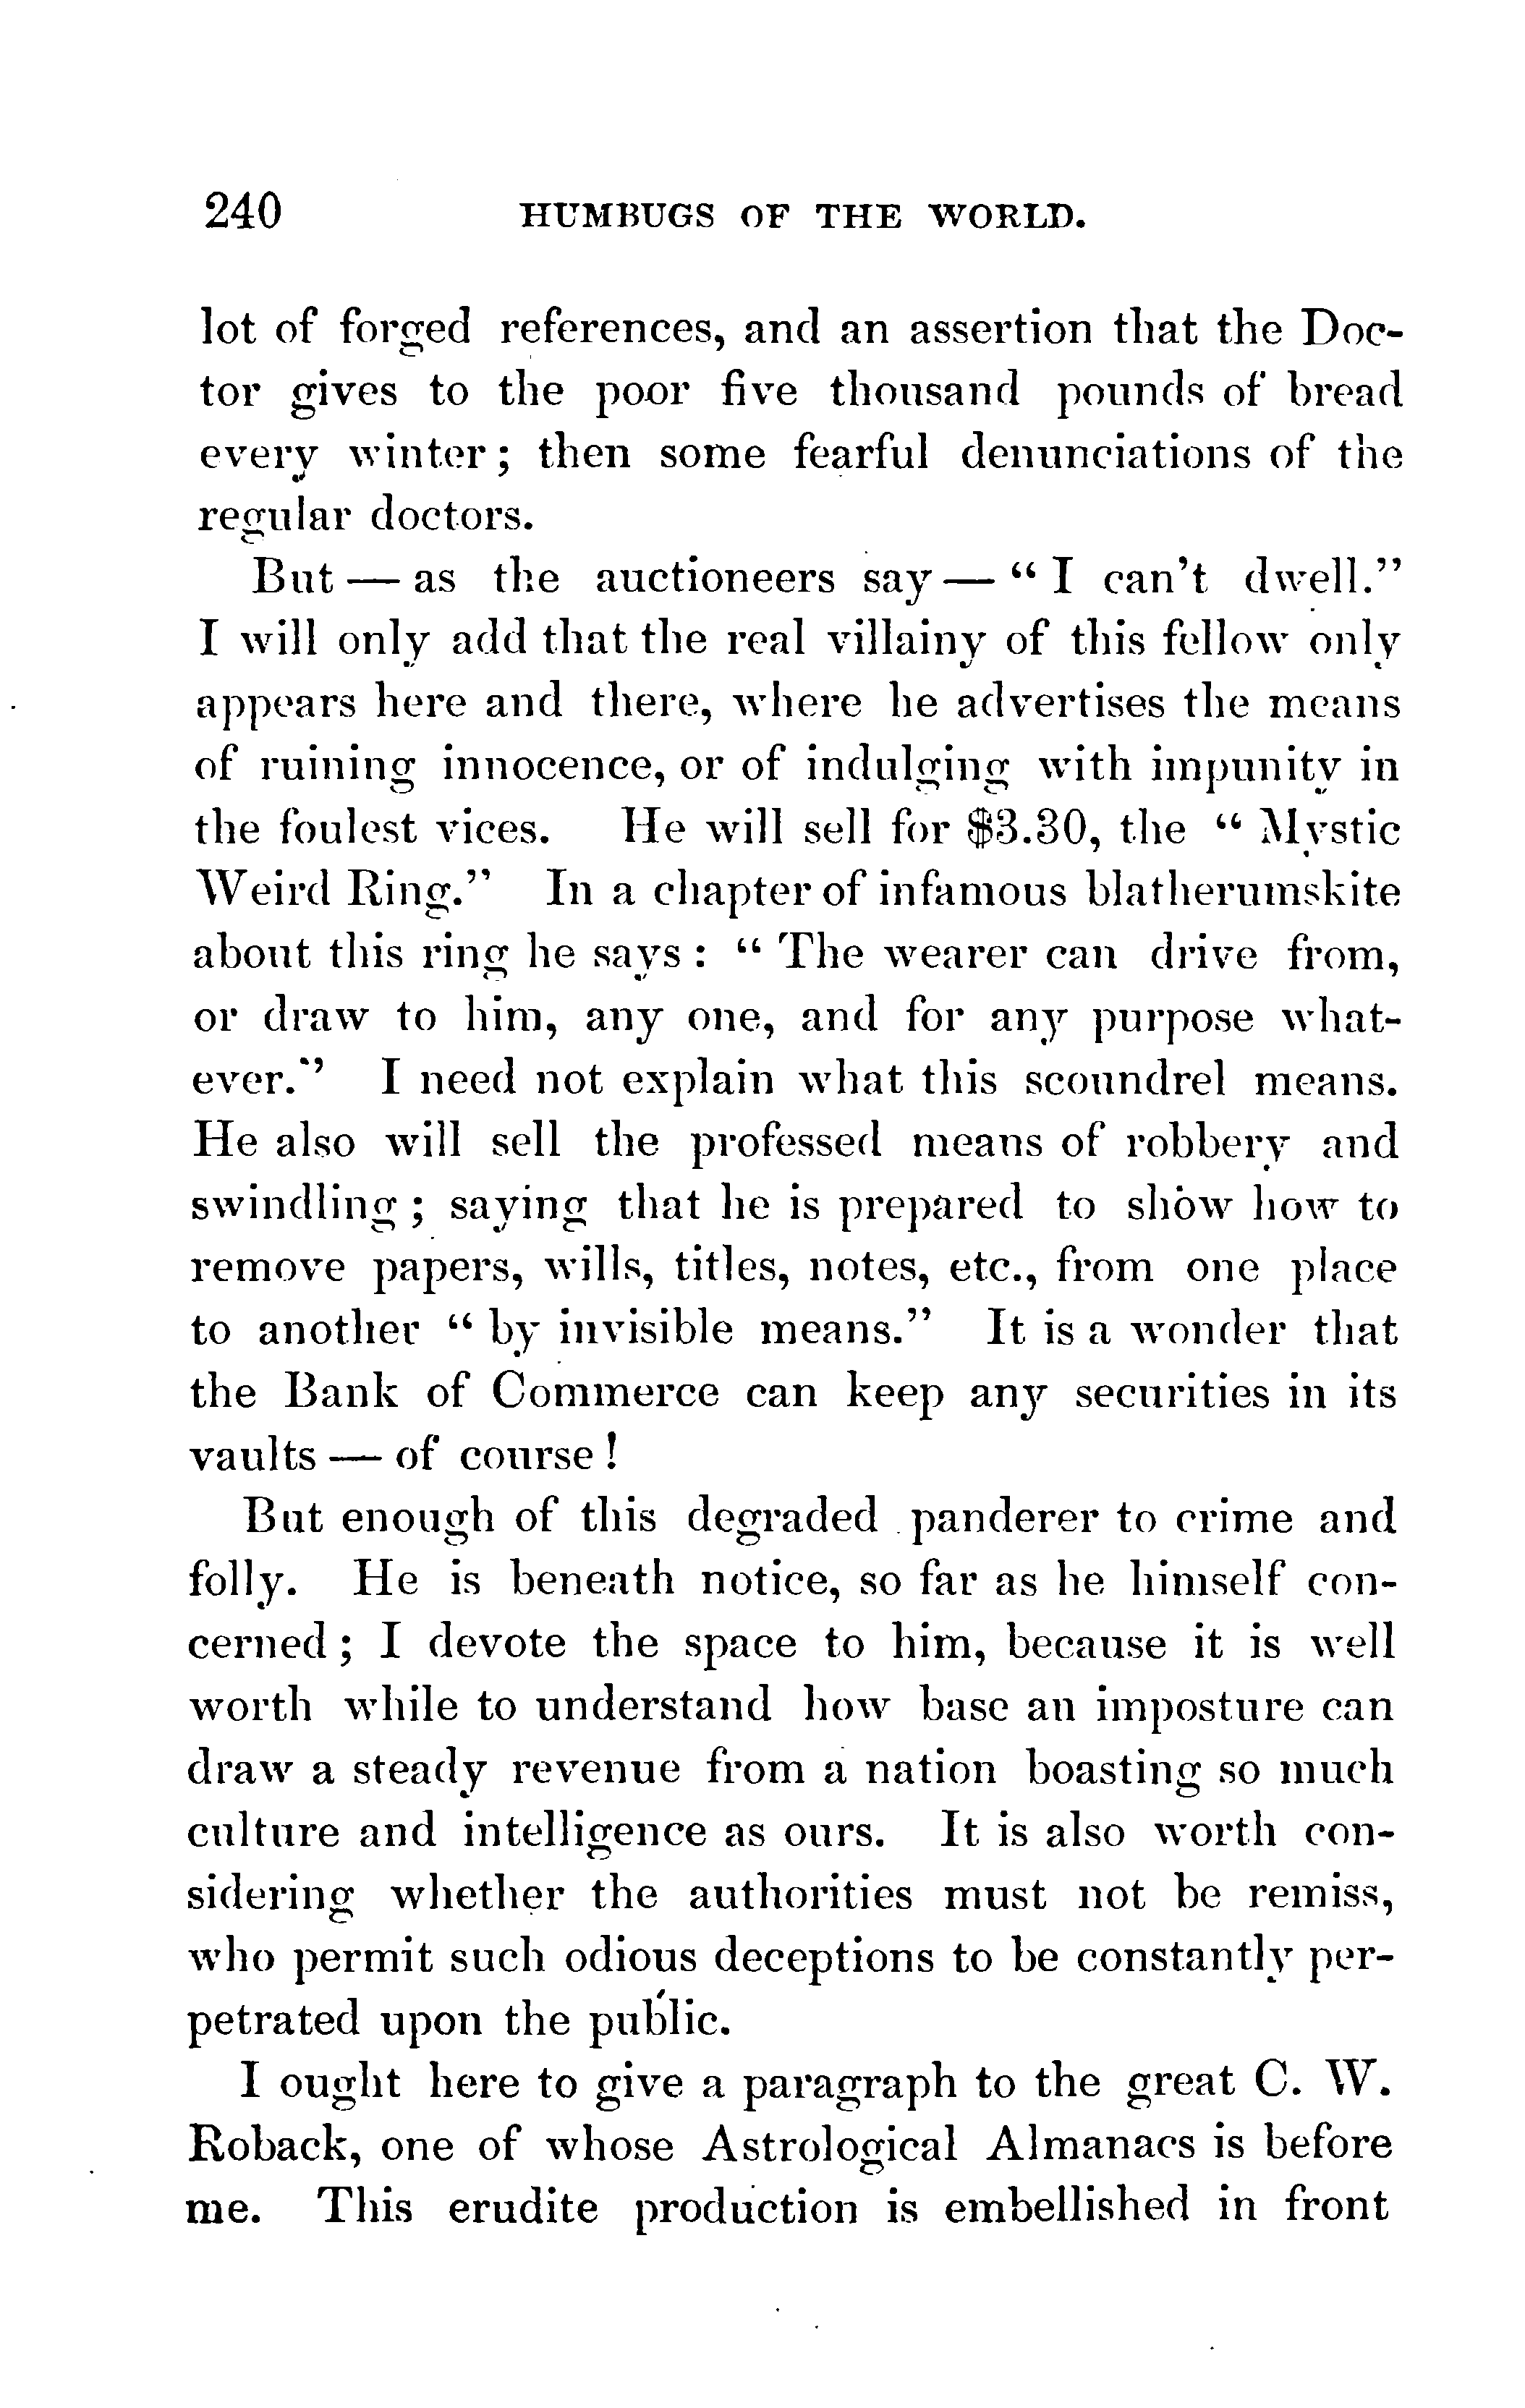 240 HUMBUGS OF THE WORLD.
lot of forged references, and an assertion that the Doc-
tor gives to the poor five thousand pounds of bread
every winter; then some fearful denunciations of the
regular doctors.
But — as the auctioneers say — “ I can't dwell.”
I will only add that the real villainy of this fellow only
appears here and there, where he advertises the means
of ruining innocence, or of indulging with impunity in
the foulest vices. He will sell for $3.30, the “ Mystic
Weird Ring.” In a chapter of infamous blatherumskite
about this ring he says : “ The wearer can drive from,
or draw to him, any one, and for any purpose what-
ever.” I need not explain what this scoundrel means.
He also will sell the professed means of robbery and
swindling ; saying that he is prepared to show how to
remove papers, wills, titles, notes, etc., from one place
to another “ by invisible means.” It is a wonder that
the Bank of Commerce can keep any securities in its
vaults — of course !
But enough of this degraded panderer to crime and
folly. He is beneath notice, so far as he himself con-
cerned ; I devote the space to him, because it is well
worth while to understand how base an imposture can
draw a steady revenue from a nation boasting so much
culture and intelligence as ours. It is also worth con-
sidering whether the authorities must not be remiss,
who permit such odious deceptions to be constantly per-
petrated upon the public.
I ought here to give a paragraph to the great C. W.
Roback, one of whose Astrological Almanacs is before
me. This erudite production is embellished in front